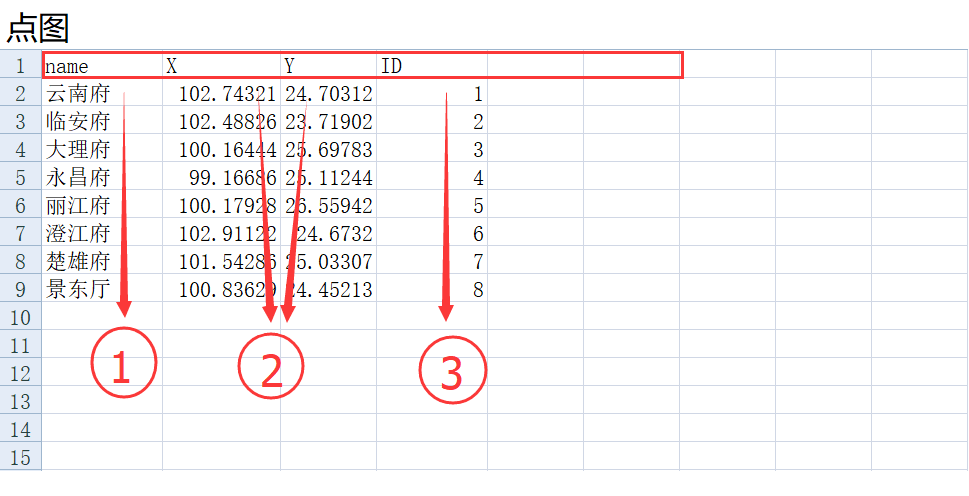 点图
1 name X Y ID
2 云南府 102.74321 24.70312 1
3 临安府 102.48826 23.71902 2
4 大理府 100.16444 25.69783 3
5 永昌府 99.16686 25.11244 4
6 丽江府 100.17928 26.55942 5
7 澄江府 102.91122 24.6732 6
8 楚雄府 101.54286 25.03307 7
9 景东厅 100.83629 24.45213 8
10
11
12
13
14
15
1 2 3